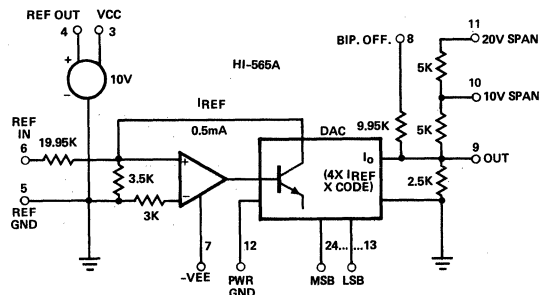 REF OUT VCC
4 3
+
−
10V
HI-565A
BIP. OFF.
8
11
20V SPAN
5K
10
10V SPAN
IREF
0.5mA
9.95K
5K
REF
IN
6
19.95K
DAC
IO
(4X IREF
X CODE)
9
OUT
+
−
3.5K
3K
2.5K
5
REF
GND
7
12
24... ...13
−VEE
PWR
GND
MSB LSB